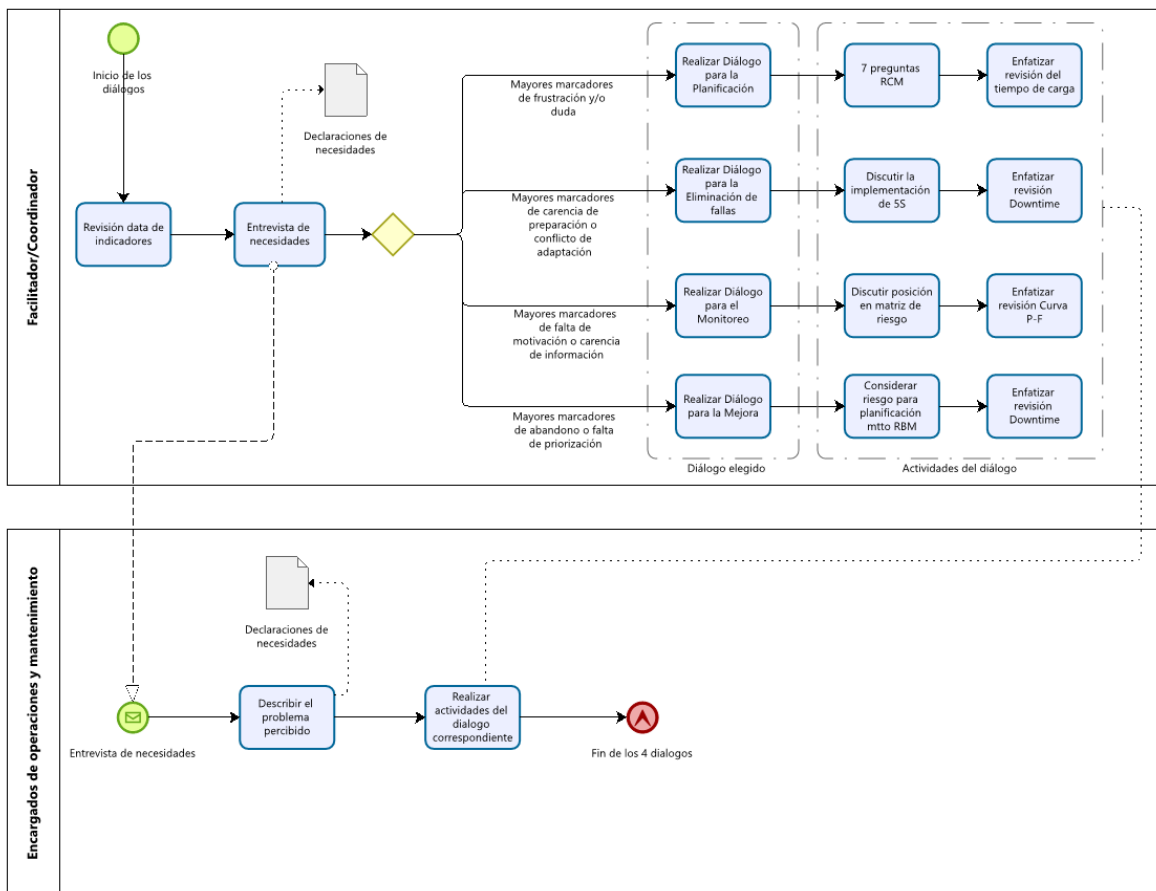 Facilitador/Coordinador
Inicio de los
diálogos
Declaraciones de
necesidades
Revisión data de
indicadores
Entrevista de
necesidades
Mayores marcadores
de frustración y/o
duda
Realizar Diálogo
para la
Planificación
7 preguntas
RCM
Enfatizar
revisión del
tiempo de carga
Mayores marcadores
de carencia de
preparación o
conflicto de
adaptación
Realizar Diálogo
para la
Eliminación de
fallas
Discutir la
implementación
de 5S
Enfatizar
revisión
Downtime
Mayores marcadores
de falta de
motivación o carencia
de información
Realizar Diálogo
para el
Monitoreo
Discutir posición
en matriz de
riesgo
Enfatizar
revisión Curva
P-F
Mayores marcadores
de abandono o falta
de priorización
Realizar Diálogo
para la Mejora
Considerar
riesgo para
planificación
mtto RBM
Enfatizar
revisión
Downtime
Diálogo elegido
Actividades del diálogo
Encargados de operaciones y mantenimiento
Declaraciones de
necesidades
Entrevista de necesidades
Describir el
problema
percibido
Realizar
actividades del
dialogo
correspondiente
Fin de los 4 dialogos